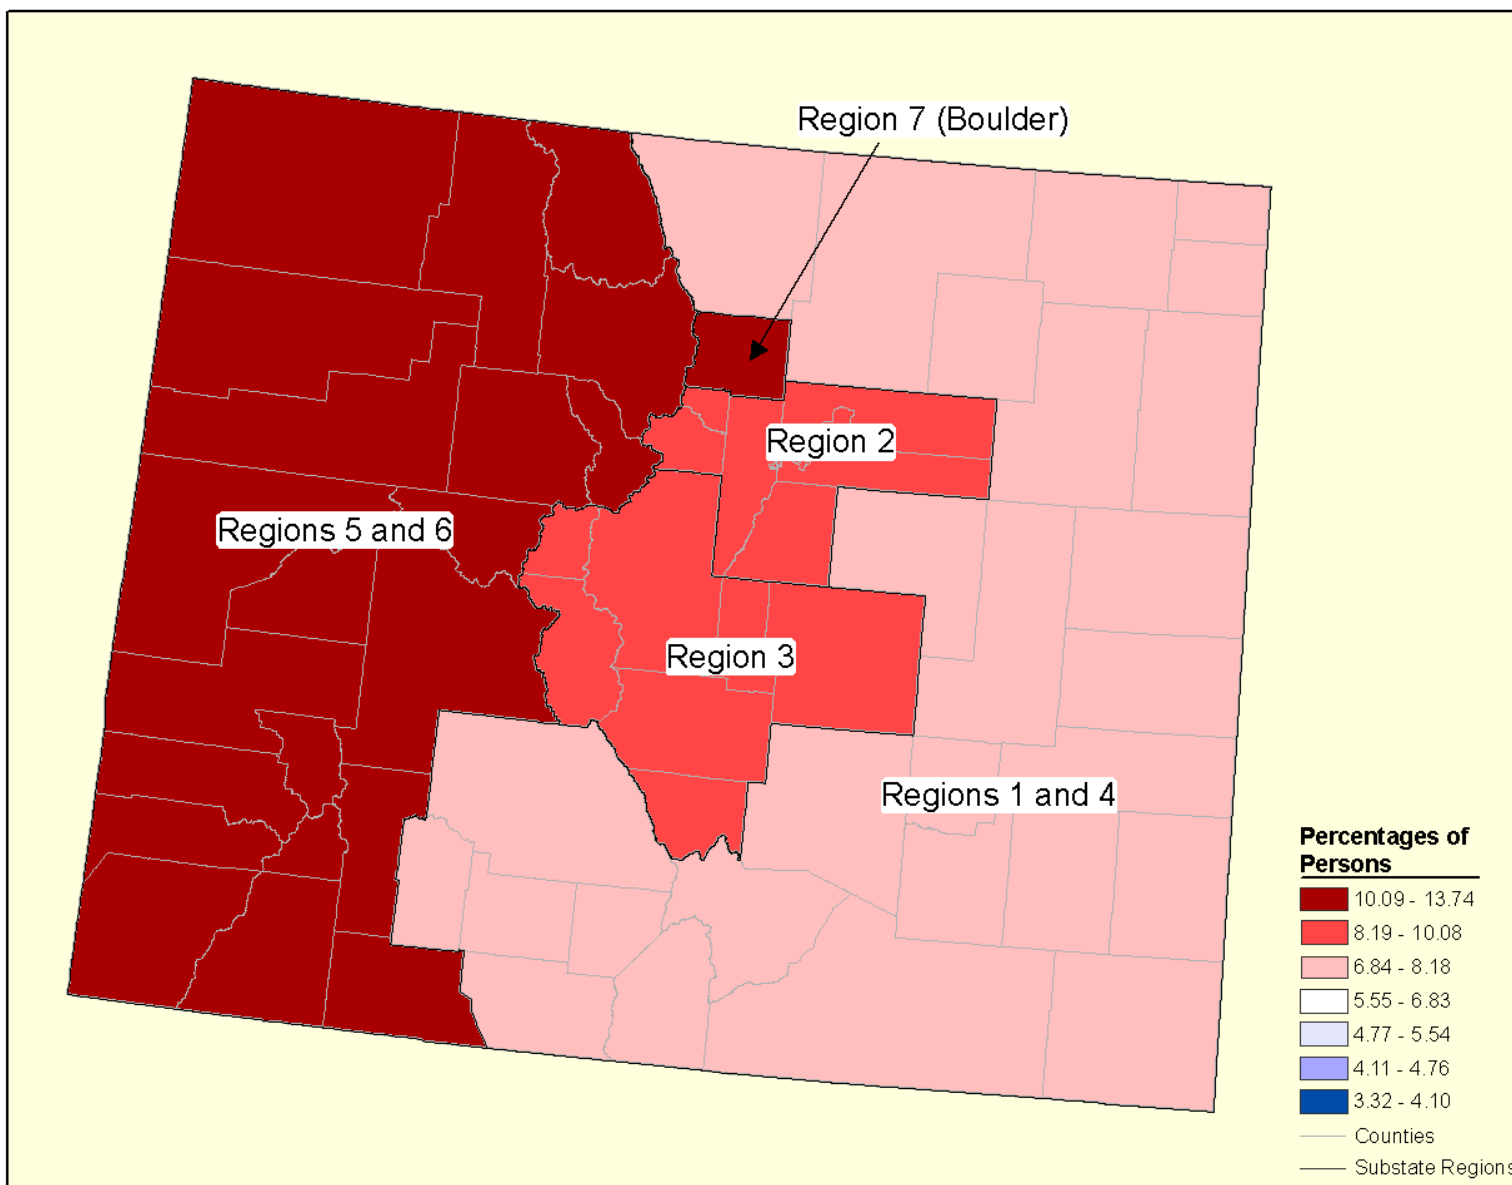 Region 7 (Boulder)
Region 2
Regions 5 and 6
Region 3
Regions 1 and 4
Percentages of
Persons
10.09 - 13.74
8.19 - 10.08
6.84 - 8.18
5.55 - 6.83
4.77 - 5.54
4.11 - 4.76
3.32 - 4.10
Counties
Substate Regions